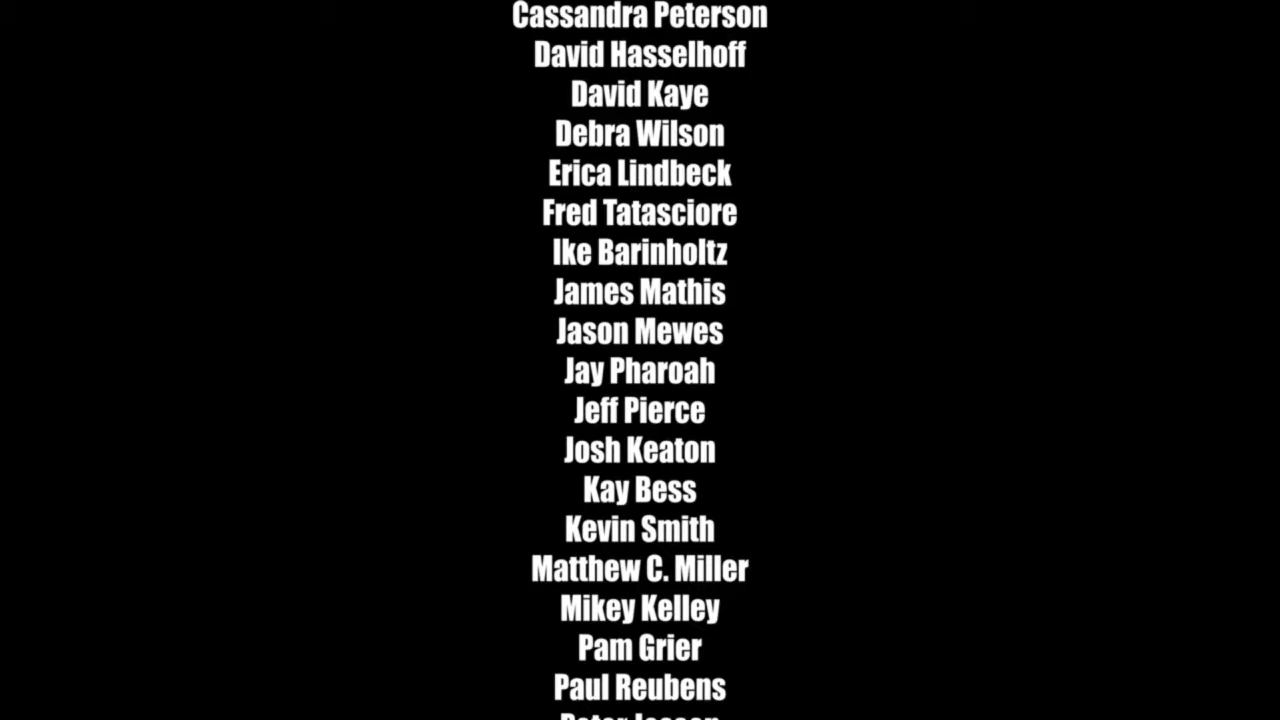 Cassandra Peterson
David Hasselhoff
David Kaye
Debra Wilson
Erica Lindbeck
Fred Tatasciore
Ike Barinholtz
James Mathis
Jason Mewes
Jay Pharoah
Jeff Pierce
Josh Keaton
Kay Bess
Kevin Smith
Matthew C. Miller
Mikey Kelley
Pam Grier
Paul Reubens